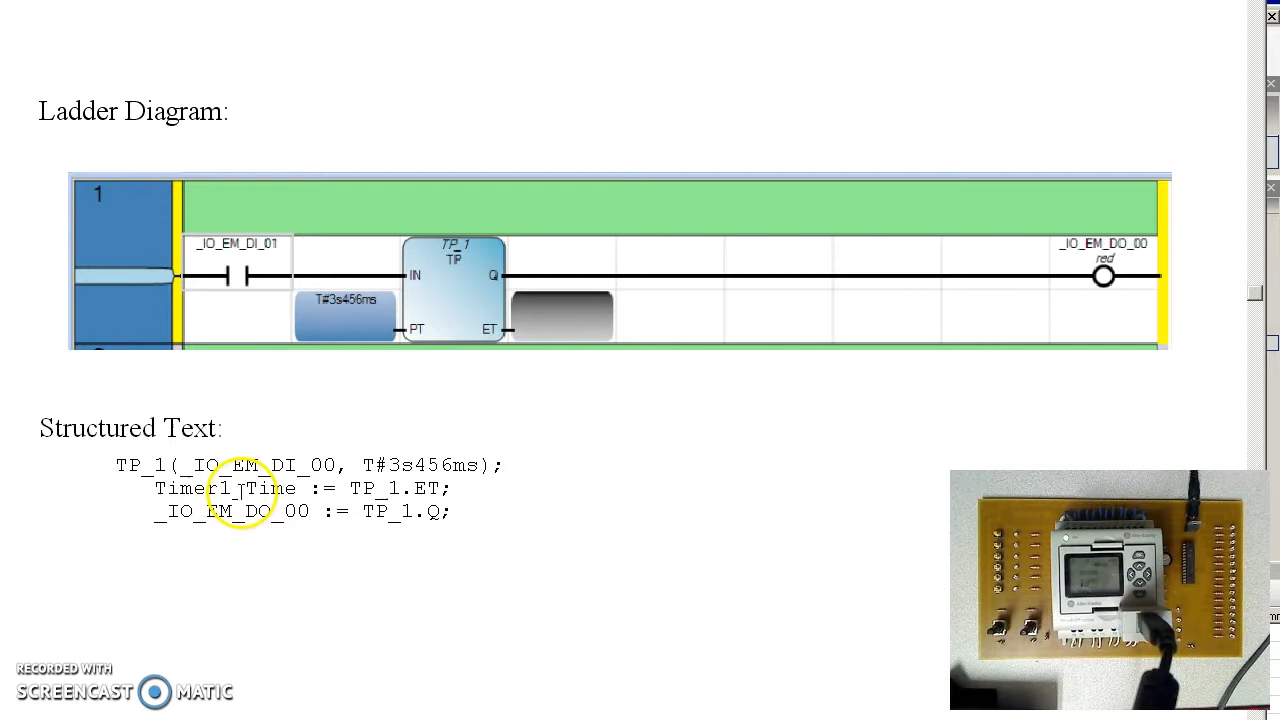 Ladder Diagram:
1
_IO_EM_DI_01
TP_1
TIP
_IO_EM_DO_00
red
IN
Q
T#3s456ms
PT
ET
Structured Text:
TP_1(_IO_EM_DI_00, T#3s456ms);
Timer1_Time := TP_1.ET;
_IO_EM_DO_00 := TP_1.Q;
RECORDED WITH
SCREENCAST MATIC